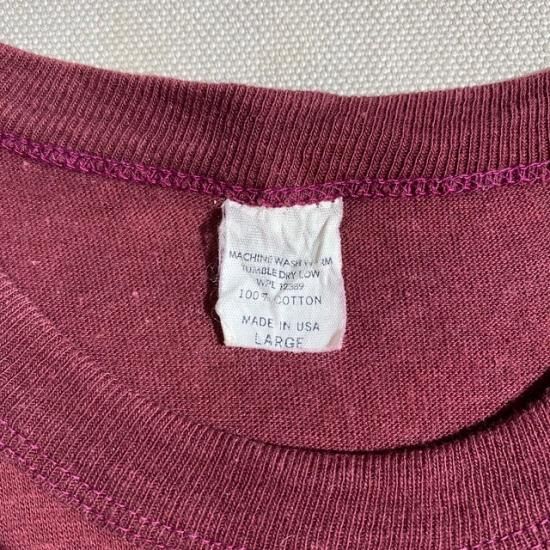 MACHINE WASH WARM
TUMBLE DRY LOW
WPL 12389
100% COTTON
MADE IN USA
LARGE